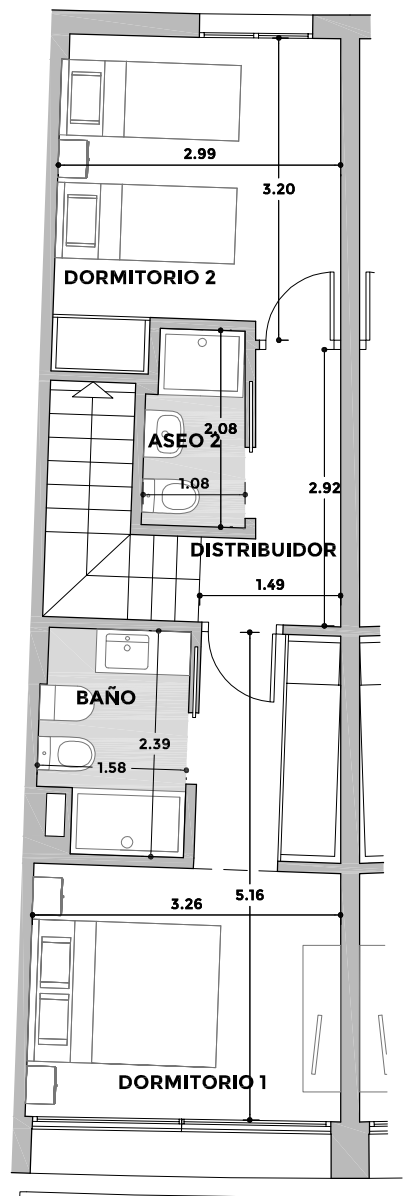 2.99
3.20
DORMITORIO 2
ASEO 2
2.08
1.08
2.92
DISTRIBUIDOR
1.49
BAÑO
2.39
1.58
5.16
3.26
DORMITORIO 1